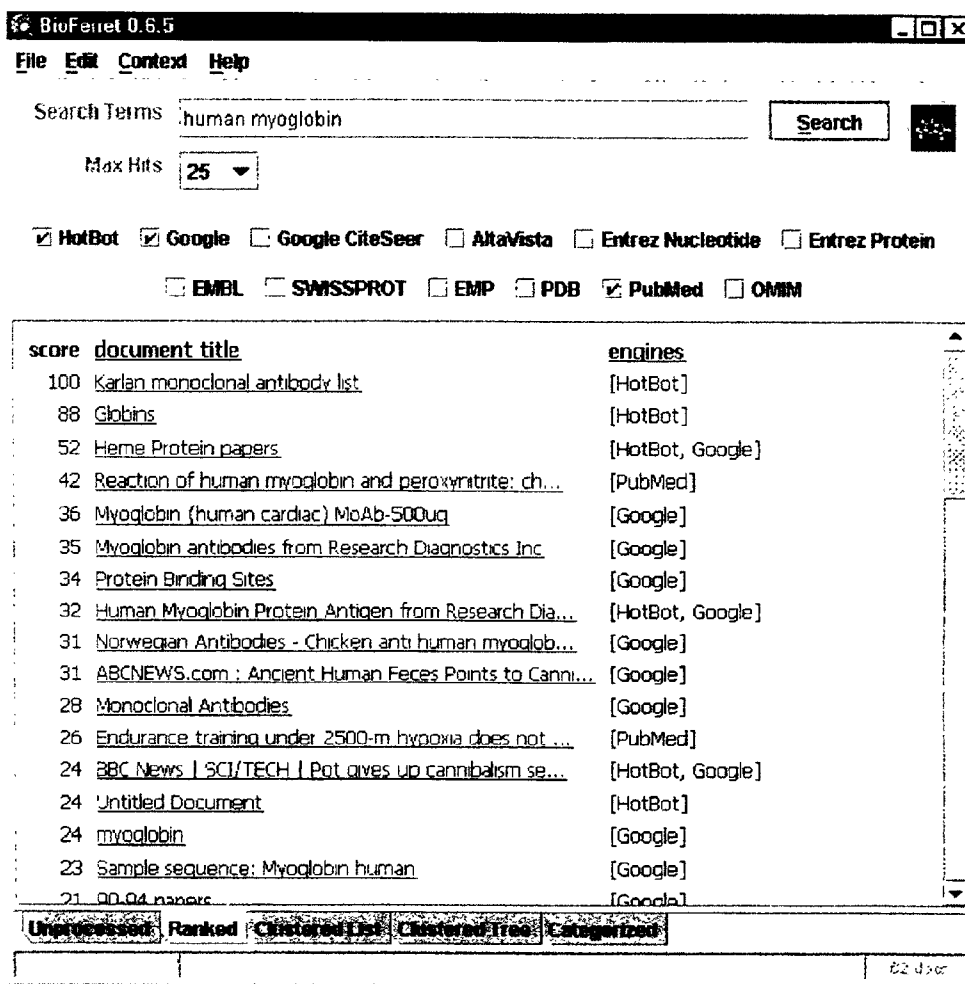 BioFerret 0.6.5
File Edit Context Help
Search Terms human myoglobin Search
Max Hits 25
HotBot Google Google CiteSeer AltaVista Entrez Nucleotide Entrez Protein
EMBL SWISSPROT EMP PDB PubMed OMIM
score document title engines
100 Karlan monoclonal antibody list [HotBot]
88 Globins [HotBot]
52 Heme Protein papers [HotBot, Google]
42 Reaction of human myoglobin and peroxynitrite: ch... [PubMed]
36 Myoglobin (human cardiac) MoAb-500ug [Google]
35 Myoglobin antibodies from Research Diagnostics Inc [Google]
34 Protein Binding Sites [Google]
32 Human Myoglobin Protein Antigen from Research Dia... [HotBot, Google]
31 Norwegian Antibodies - Chicken anti human myoglob... [Google]
31 ABCNEWS.com : Ancient Human Feces Points to Canni... [Google]
28 Monoclonal Antibodies [Google]
26 Endurance training under 2500-m hypoxia does not ... [PubMed]
24 BBC News | SCI/TECH | Pot gives up cannibalism se... [HotBot, Google]
24 Untitled Document [HotBot]
24 myoglobin [Google]
23 Sample sequence: Myoglobin human [Google]
21 90-94 papers [Google]
Unprocessed Ranked Clustered List Clustered Tree Categorized
62